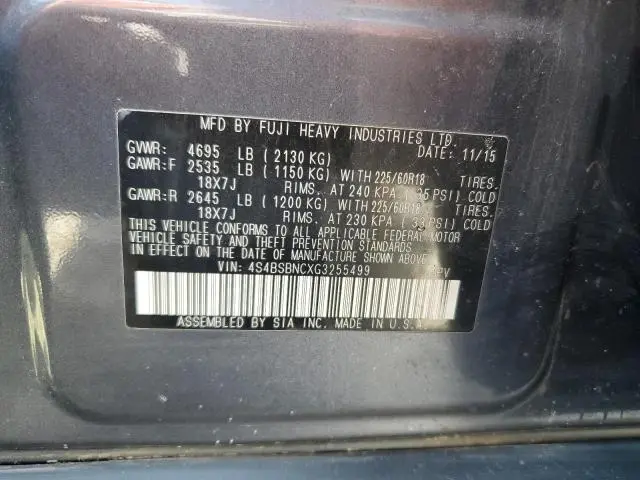 MFD BY FUJI HEAVY INDUSTRIES LTD.
GVWR: 4695 LB (2130 KG) DATE: 11/15
GAWR:F 2535 LB (1150 KG) WITH 225/60R18 TIRES.
18X7J RIMS. AT 240 KPA (35 PSI) COLD
GAWR:R 2645 LB (1200 KG) WITH 225/60R18 TIRES.
18X7J RIMS. AT 230 KPA (33 PSI) COLD
THIS VEHICLE CONFORMS TO ALL APPLICABLE FEDERAL MOTOR
VEHICLE SAFETY AND THEFT PREVENTION STANDARDS
IN EFFECT ON THE DATE OF MANUFACTURE SHOWN ABOVE.
VIN: 4S4BSBNCXG3255499 MPV
ASSEMBLED BY SIA INC. MADE IN U.S.A.